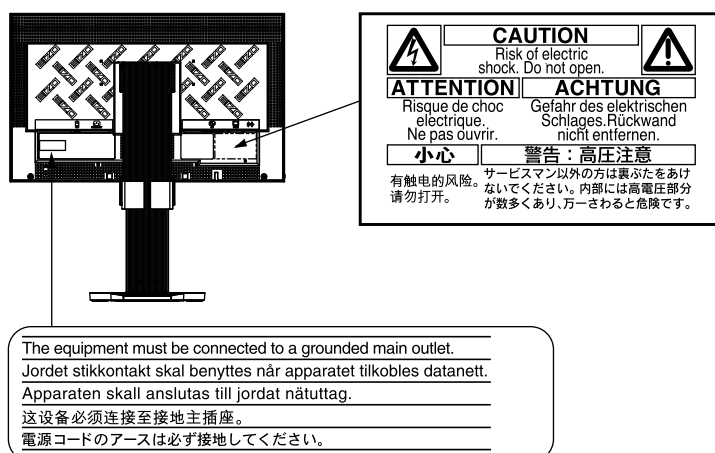 CAUTION
Risk of electric
shock. Do not open.
ATTENTION
Risque de choc
electrique.
Ne pas ouvrir.
ACHTUNG
Gefahr des elektrischen
Schlages.Rückwand
nicht entfernen.
小心
有触电的风险。
请勿打开。
警告：高圧注意
サービスマン以外の方は裏ぶたをあけ
ないでください。内部には高電圧部分
が数多くあり、万一さわると危険です。
The equipment must be connected to a grounded main outlet.
Jordet stikkontakt skal benyttes når apparatet tilkobles datanett.
Apparaten skall anslutas till jordat nätuttag.
这设备必须连接至接地主插座。
電源コードのアースは必ず接地してください。